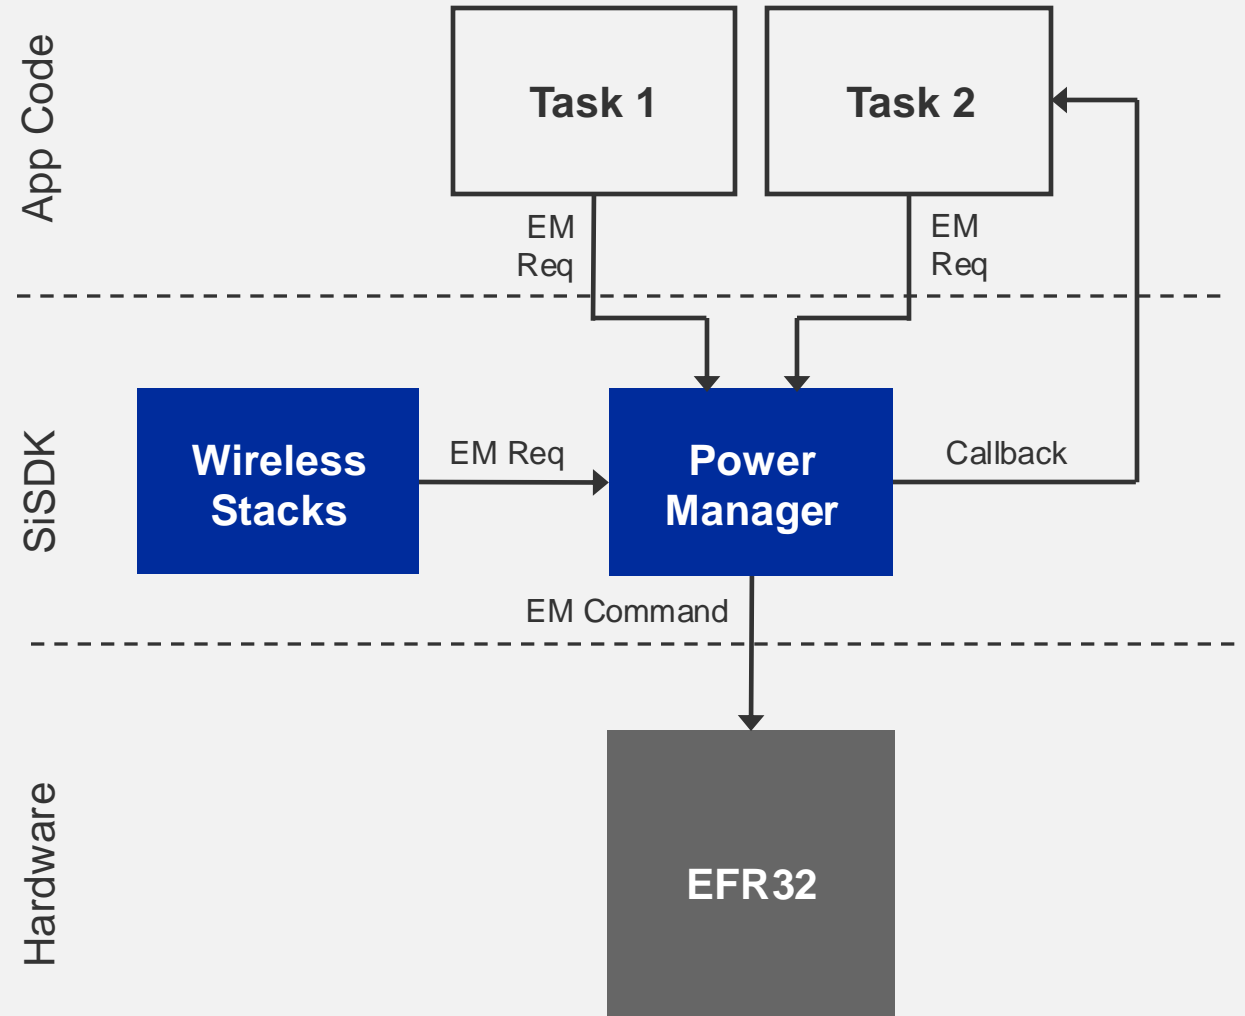 App Code
Task 1
Task 2
EM
Req
EM
Req
SiSDK
Wireless
Stacks
EM Req
Power
Manager
Callback
EM Command
Hardware
EFR32